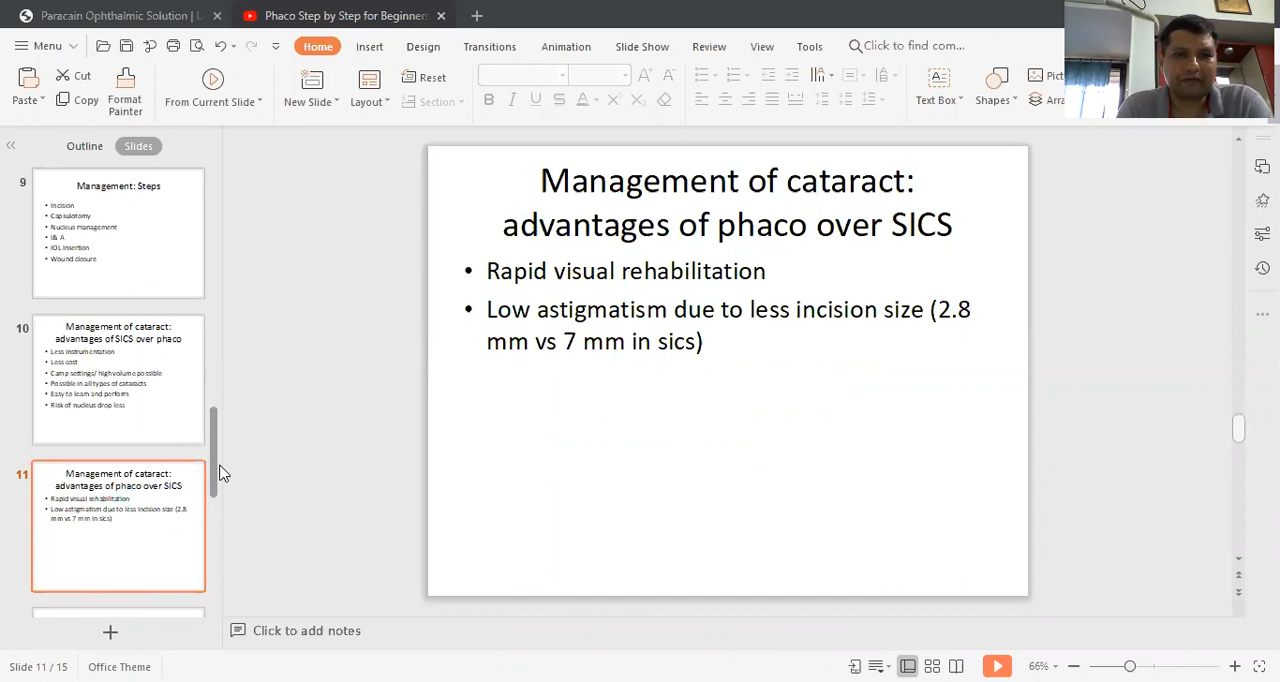 Paracain Ophthalmic Solution | L
Phaco Step by Step for Beginner
Menu
Home
Insert
Design
Transitions
Animation
Slide Show
Review
View
Tools
Click to find com...
Paste
Cut
Copy
Format
Painter
From Current Slide
New Slide
Layout
Reset
Section
B I U S A X² X₂
Text Box
Shapes
Pict
Arra
Outline
Slides
9
Management: Steps
• Incision
• Capsulotomy
• Nucleus management
• I& A
• IOL insertion
• Wound closure
10
Management of cataract:
advantages of SICS over phaco
• Less instrumentation
• Less cost
• Camp settings/ high volume possible
• Possible in all types of cataracts
• Easy to learn and perform
• Risk of nucleus drop less
11
Management of cataract:
advantages of phaco over SICS
• Rapid visual rehabilitation
• Low astigmatism due to less incision size (2.8
mm vs 7 mm in sics)
Management of cataract:
advantages of phaco over SICS
• Rapid visual rehabilitation
• Low astigmatism due to less incision size (2.8
mm vs 7 mm in sics)
Click to add notes
Slide 11 / 15
Office Theme
66%